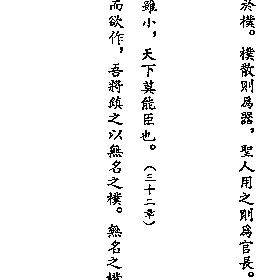 於樸。樸散則為器，聖人用之則為官長。
雖小，天下莫能臣也。（三十二章）
而欲作，吾將鎮之以無名之樸。無名之樸